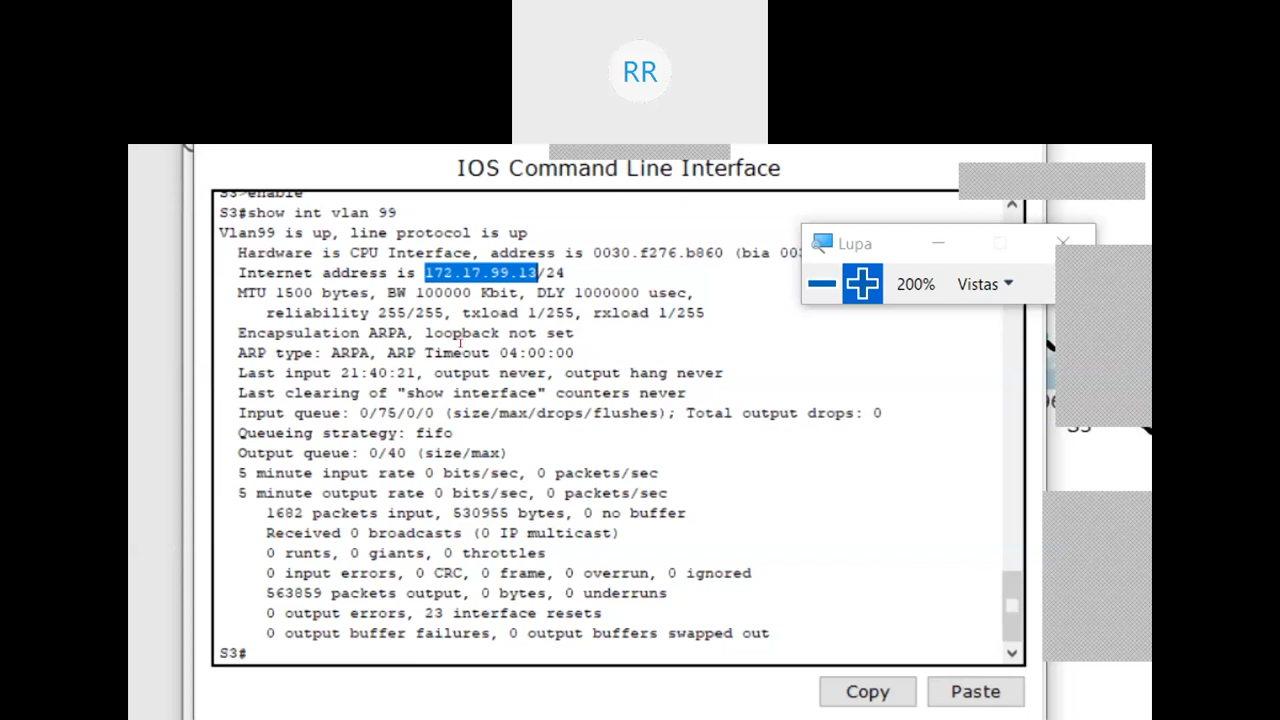 RR
IOS Command Line Interface
S3>enable
S3#show int vlan 99
Vlan99 is up, line protocol is up
Hardware is CPU Interface, address is 0030.f276.b860 (bia 003
Internet address is 172.17.99.13/24
MTU 1500 bytes, BW 100000 Kbit, DLY 1000000 usec,
reliability 255/255, txload 1/255, rxload 1/255
Encapsulation ARPA, loopback not set
ARP type: ARPA, ARP Timeout 04:00:00
Last input 21:40:21, output never, output hang never
Last clearing of "show interface" counters never
Input queue: 0/75/0/0 (size/max/drops/flushes); Total output drops: 0
Queueing strategy: fifo
Output queue: 0/40 (size/max)
5 minute input rate 0 bits/sec, 0 packets/sec
5 minute output rate 0 bits/sec, 0 packets/sec
1682 packets input, 530955 bytes, 0 no buffer
Received 0 broadcasts (0 IP multicast)
0 runts, 0 giants, 0 throttles
0 input errors, 0 CRC, 0 frame, 0 overrun, 0 ignored
563859 packets output, 0 bytes, 0 underruns
0 output errors, 23 interface resets
0 output buffer failures, 0 output buffers swapped out
S3#
Lupa
200%
Vistas
Copy
Paste